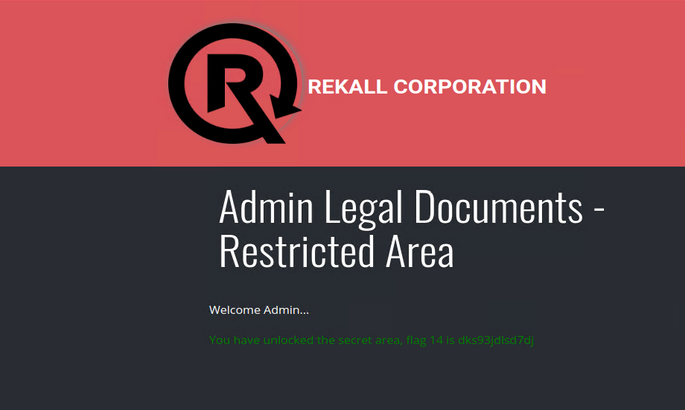 REKALL CORPORATION
Admin Legal Documents -
Restricted Area
Welcome Admin...
You have unlocked the secret area, flag 14 is dks93jdlsd7dj